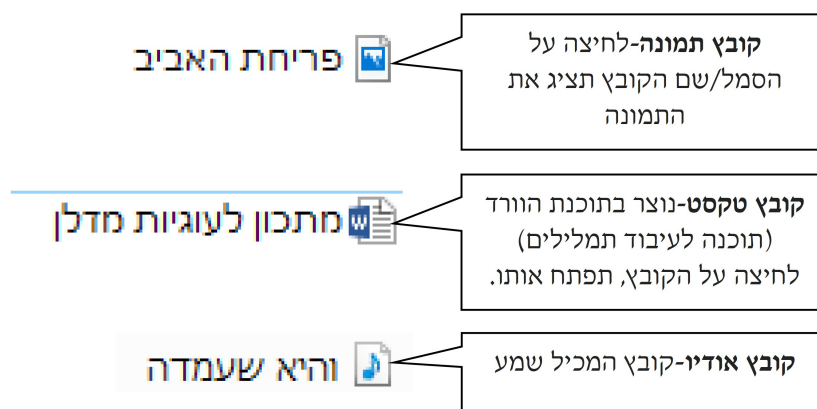 קובץ תמונה-לחיצה על
הסמל/שם הקובץ תציג את
התמונה
פריחת האביב
קובץ טקסט-נוצר בתוכנת הוורד
(תוכנה לעיבוד תמלילים)
לחיצה על הקובץ, תפתח אותו.
מתכון לעוגיות מדלן
קובץ אודיו-קובץ המכיל שמע
והיא שעמדה